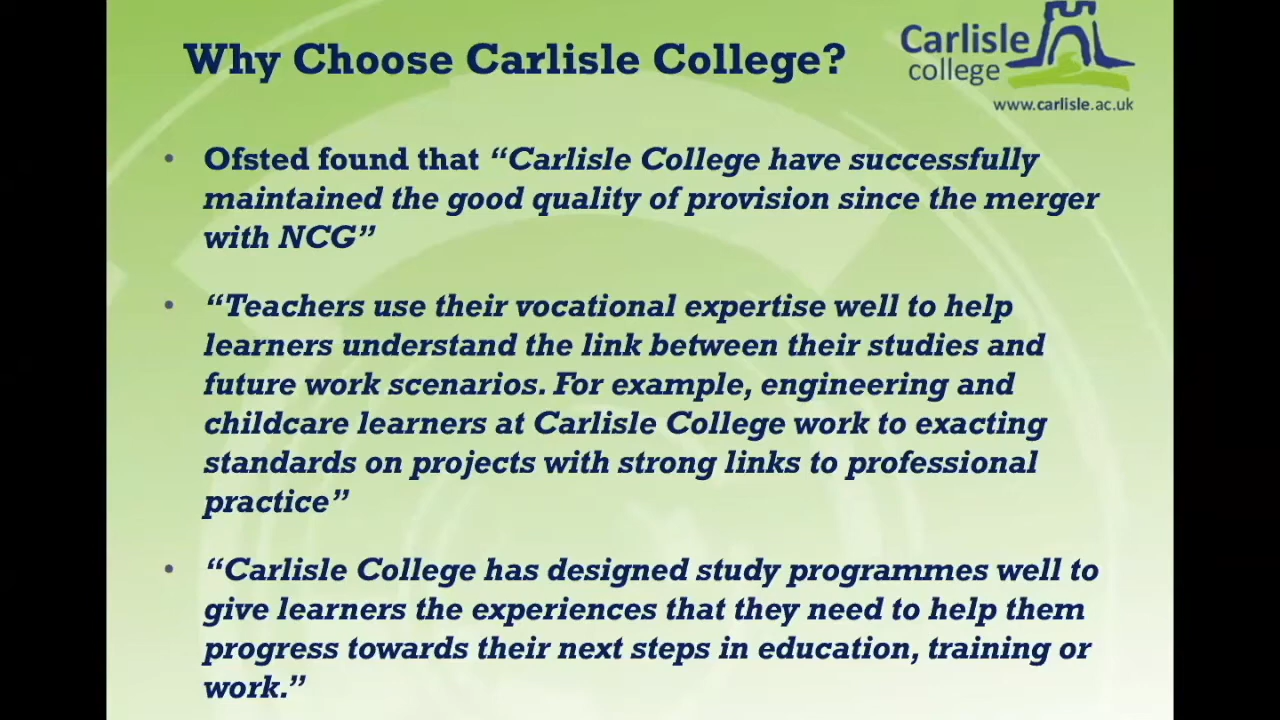 Why Choose Carlisle College?
Carlisle
college
www.carlisle.ac.uk
• Ofsted found that “Carlisle College have successfully
maintained the good quality of provision since the merger
with NCG”
• “Teachers use their vocational expertise well to help
learners understand the link between their studies and
future work scenarios. For example, engineering and
childcare learners at Carlisle College work to exacting
standards on projects with strong links to professional
practice”
• “Carlisle College has designed study programmes well to
give learners the experiences that they need to help them
progress towards their next steps in education, training or
work.”